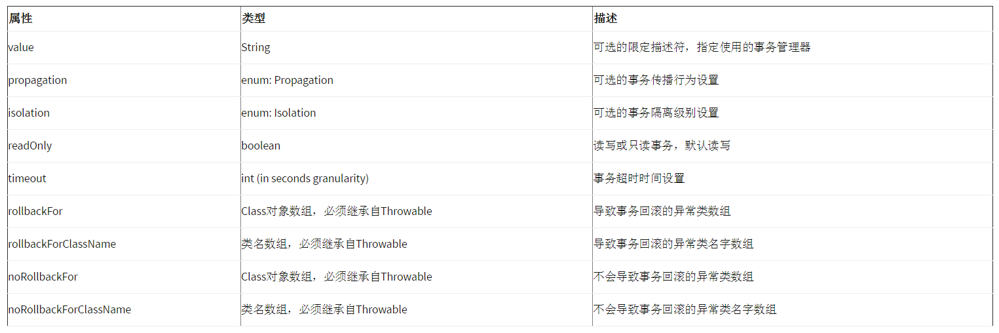 属性 类型 描述
value String 可选的限定描述符，指定使用的事务管理器
propagation enum: Propagation 可选的事务传播行为设置
isolation enum: Isolation 可选的事务隔离级别设置
readOnly boolean 读写或只读事务，默认读写
timeout int (in seconds granularity) 事务超时时间设置
rollbackFor Class对象数组，必须继承自Throwable 导致事务回滚的异常类数组
rollbackForClassName 类名数组，必须继承自Throwable 导致事务回滚的异常类名字数组
noRollbackFor Class对象数组，必须继承自Throwable 不会导致事务回滚的异常类数组
noRollbackForClassName 类名数组，必须继承自Throwable 不会导致事务回滚的异常类名字数组